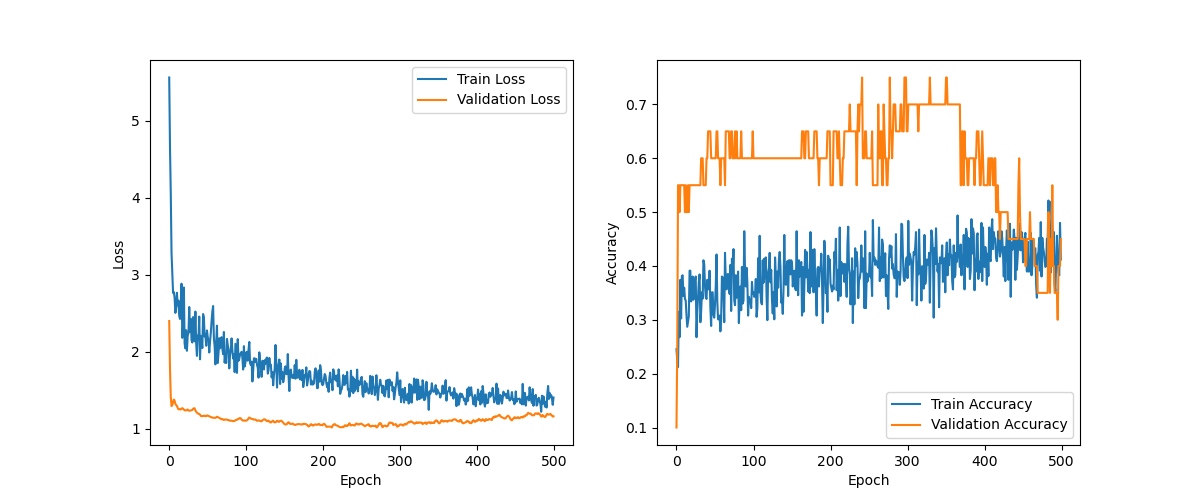 Train Loss
Validation Loss
5
4
3
2
1
Loss
0 100 200 300 400 500
Epoch
0.7
0.6
0.5
0.4
0.3
0.2
0.1
Accuracy
Train Accuracy
Validation Accuracy
0 100 200 300 400 500
Epoch